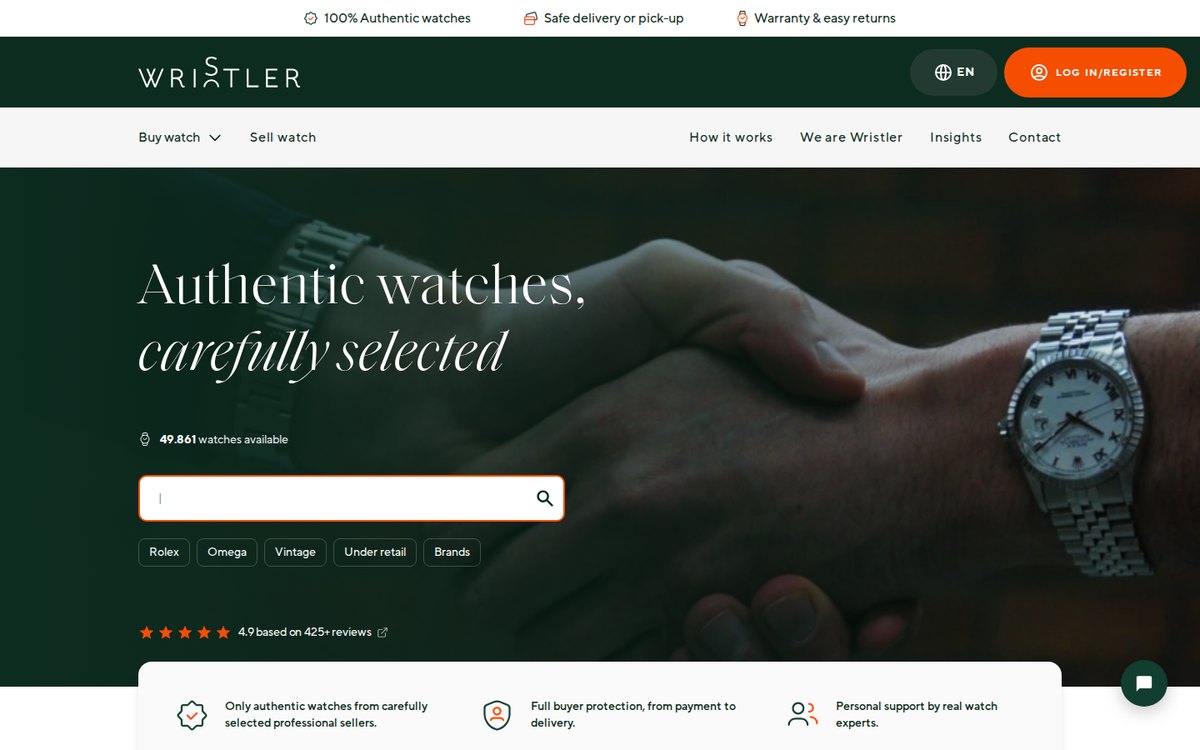 100% Authentic watches
Safe delivery or pick-up
Warranty & easy returns
WRISTLER
EN
LOG IN/REGISTER
Buy watch
Sell watch
How it works
We are Wristler
Insights
Contact
Authentic watches,
carefully selected
49.861 watches available
Rolex
Omega
Vintage
Under retail
Brands
4.9 based on 425+ reviews
Only authentic watches from carefully
selected professional sellers.
Full buyer protection, from payment to
delivery.
Personal support by real watch
experts.